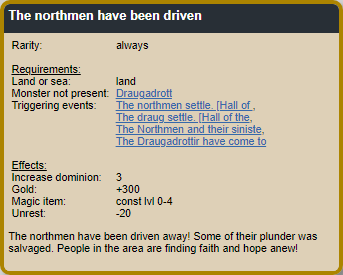 The northmen have been driven
Rarity: always
Requirements:
Land or sea: land
Monster not present: Draugadrott
Triggering events: The northmen settle. [Hall of ,
The draug settle. [Hall of the,
The Northmen and their siniste,
The Draugadrottir have come to
Effects:
Increase dominion: 3
Gold: +300
Magic item: const lvl 0-4
Unrest: -20
The northmen have been driven away! Some of their plunder was
salvaged. People in the area are finding faith and hope anew!